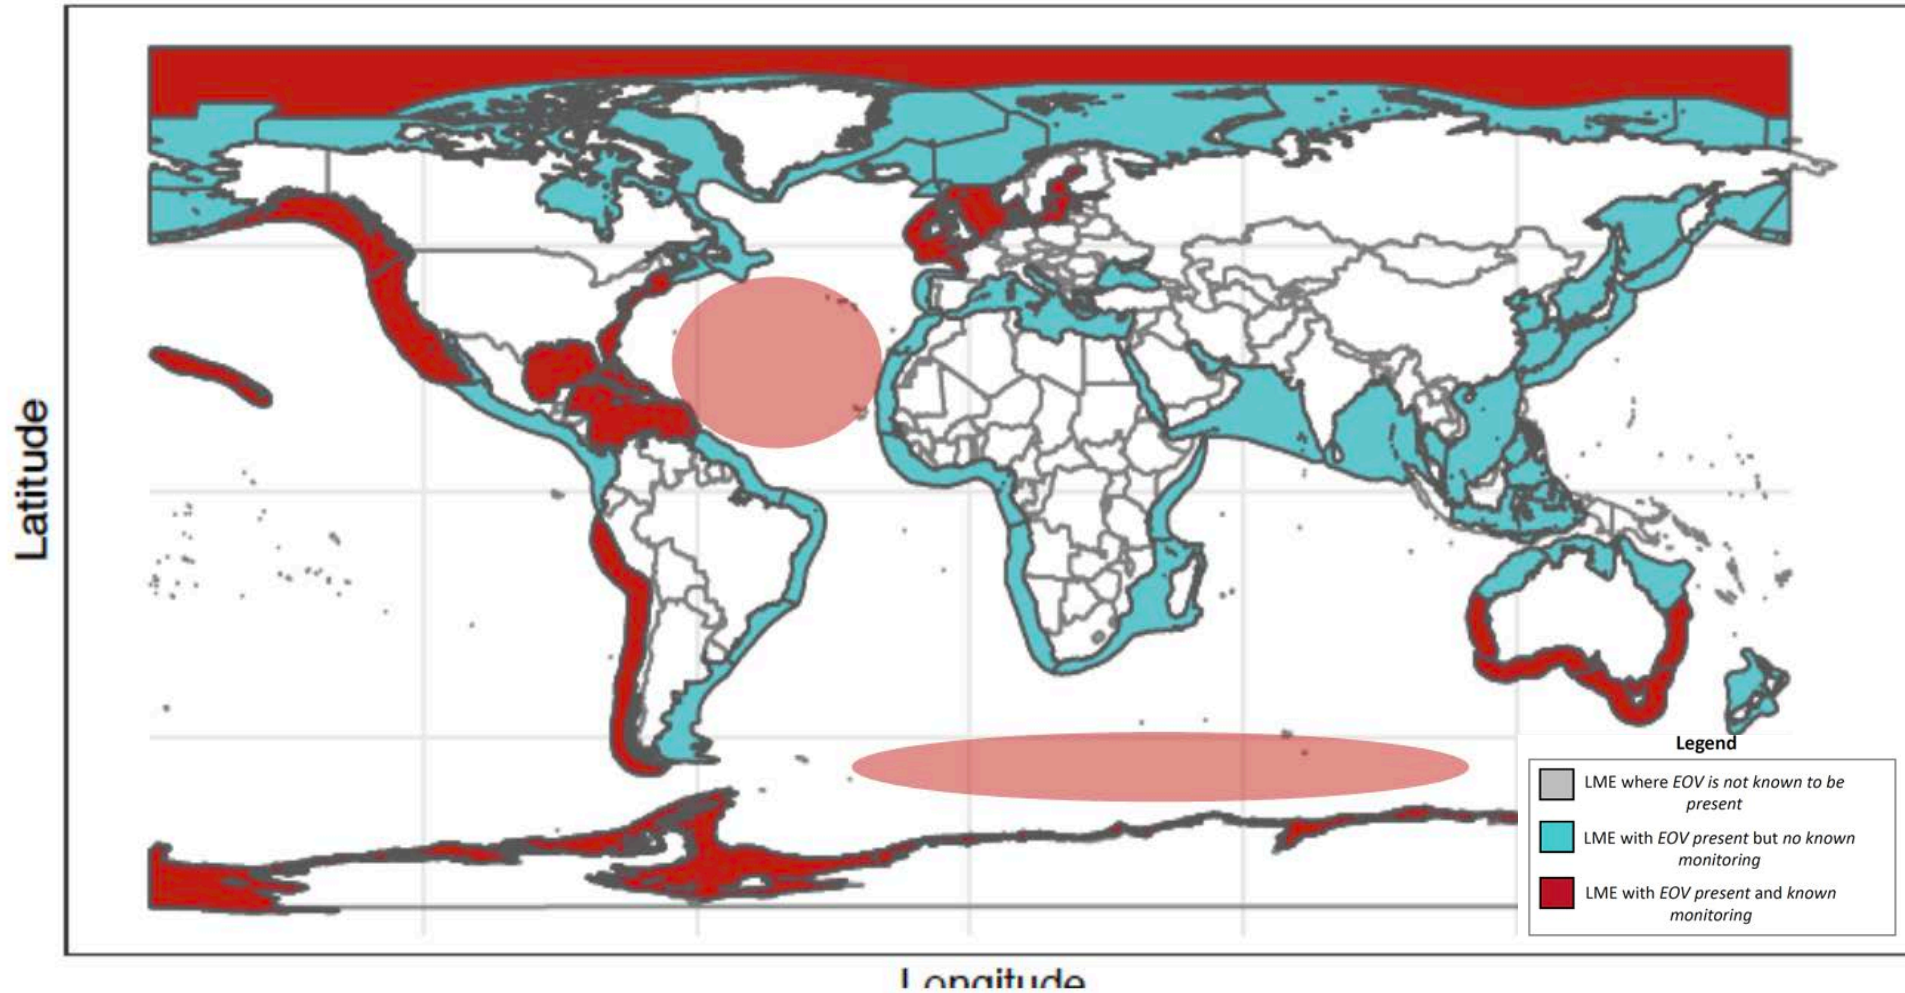 Latitude
Legend
LME where EOV is not known to be
present
LME with EOV present but no known
monitoring
LME with EOV present and known
monitoring
Longitude